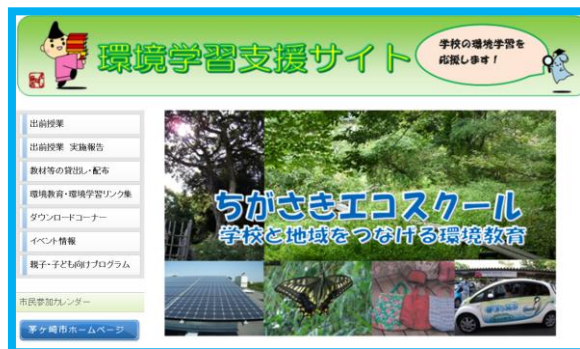 環境学習支援サイト
学校の環境学習を
応援します！
出前授業
出前授業 実施報告
教材等の貸出し・配布
環境教育・環境学習リンク集
ダウンロードコーナー
イベント情報
親子・子ども向けプログラム
市民参加カレンダー
茅ヶ崎市ホームページ
ちがさきエコスクール
学校と地域をつなげる環境教育